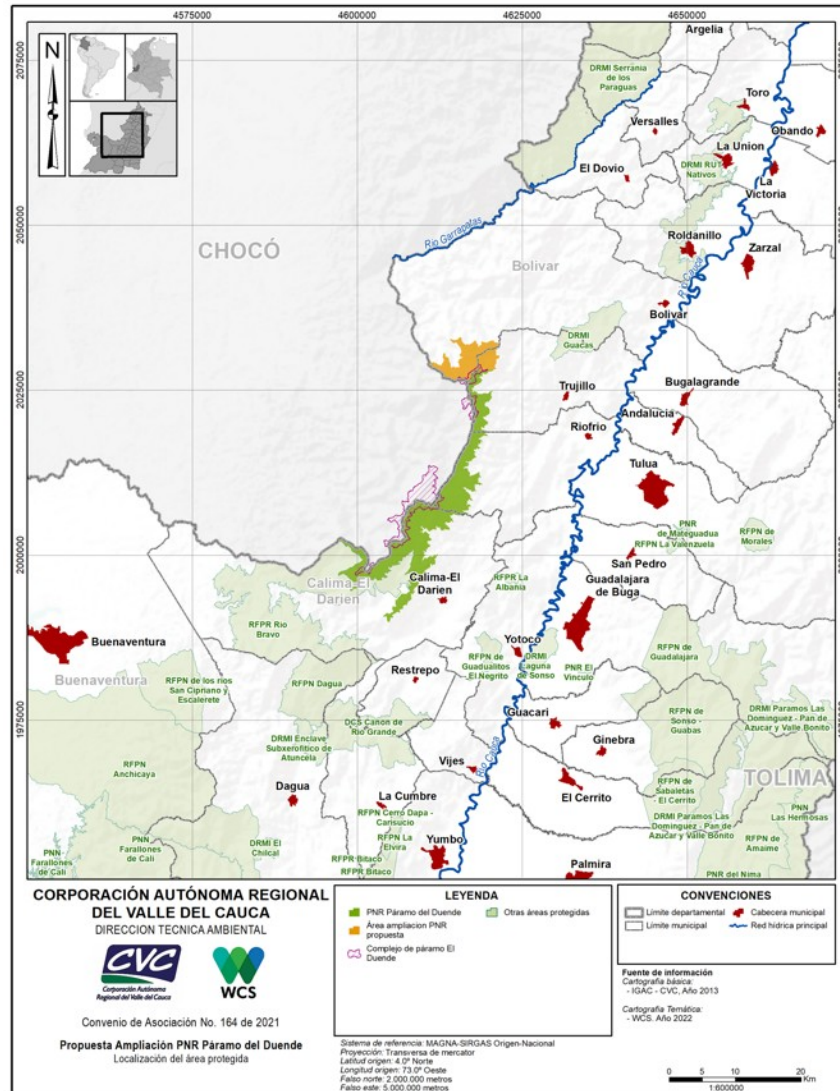 4575000
4600000
4625000
4650000
2075000
2075000
2050000
2025000
2025000
2000000
2000000
1975000
1975000
N
Argelia
DRMI Serrania
de los
Paraguas
Toro
Versalles
Obando
La Union
El Dovio
DRMI RUT
Nativos
La
Victoria
Río Garrapatas
CHOCÓ
Roldanillo
Zarzal
Bolivar
Río Cauca
Bolivar
DRMI
Guacas
Trujillo
Bugalagrande
Andalucia
Riofrio
Tulua
PNR
de Mateguadua
RFPN La Valenzuela
RFPN de
Morales
San Pedro
Calima-El
Darien
Calima-El
Darien
RFPR La
Albania
Guadalajara
de Buga
RFPR Rio
Bravo
Buenaventura
Yotoco
RFPN de
Guadualitos
- El Negrito
DRMI
Laguna
de Sonso
PNR El
Vinculo
RFPN de
Guadalajara
Restrepo
Buenaventura
RFPN de los rios
San Cipriano y
Escalerete
RFPN Dagua
DCS Cañon de
Rio Grande
Guacari
RFPN de
Sonso -
Guabas
DRMI Paramos Las
Dominguez - Pan de
Azucar y Valle Bonito
DRMI Enclave
Subxerofitico de
Atuncela
Ginebra
RFPN
Anchicaya
Vijes
Río Cauca
TOLIMA
Dagua
La Cumbre
El Cerrito
RFPN de
Sabaletas
- El Cerrito
RFPN Cerro Dapa -
Carisucio
PNN
Las Hermosas
RFPN La
Elvira
DRMI Paramos Las
Dominguez - Pan de
Azucar y Valle Bonito
RFPN de
Amaime
PNN
Farallones
de Cali
PNN -
Farallones
de Cali
DRMI El
Chilcal
RFPR Bitaco
RFPR Bitaco
Yumbo
Palmira
PNR del Nima
CORPORACIÓN AUTÓNOMA REGIONAL
DEL VALLE DEL CAUCA
DIRECCION TECNICA AMBIENTAL
CVC
Corporación Autónoma
Regional del Valle del Cauca
WCS
Convenio de Asociación No. 164 de 2021
Propuesta Ampliación PNR Páramo del Duende
Localización del área protegida
LEYENDA
PNR Páramo del Duende
Otras áreas protegidas
Área ampliacion PNR
propuesta
Complejo de páramo El
Duende
Sistema de referencia: MAGNA-SIRGAS Origen-Nacional
Proyección: Transversa de mercator
Latitud origen: 4.0° Norte
Longitud origen: 73.0° Oeste
Falso norte: 2.000.000 metros
Falso este: 5.000.000 metros
CONVENCIONES
Límite departamental
Cabecera municipal
Límite municipal
Red hídrica principal
Fuente de información
Cartografía básica:
- IGAC - CVC, Año 2013
Cartografía Temática:
- WCS. Año 2022
0 5 10 20
Km
1:600000